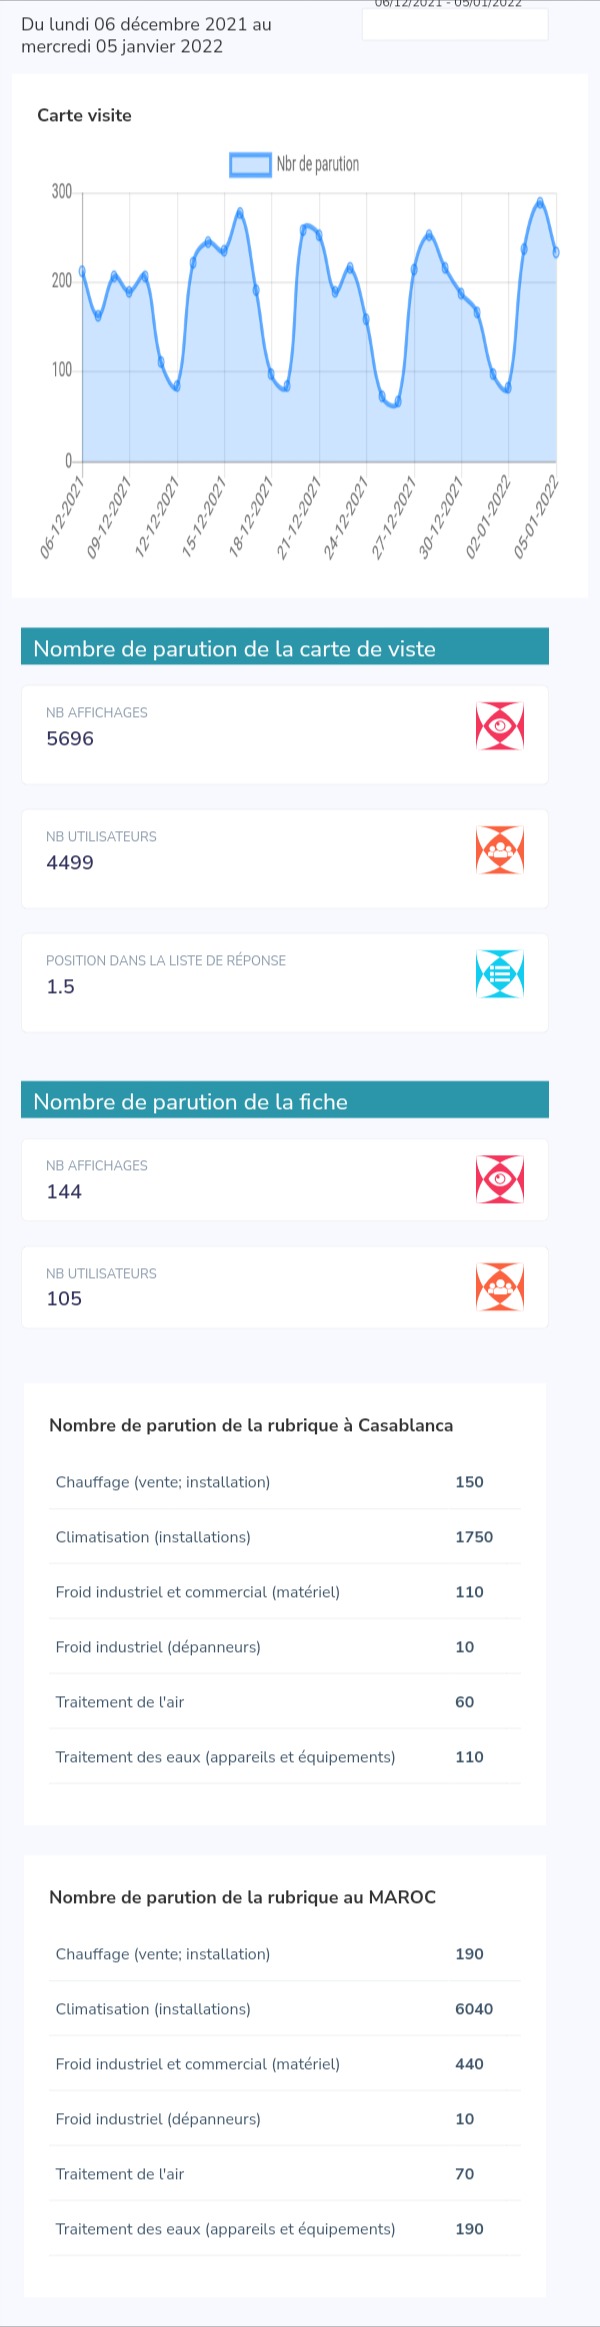 06/12/2021 - 05/01/2022
Du lundi 06 décembre 2021 au
mercredi 05 janvier 2022
Carte visite
Nbr de parution
300
200
100
0
06-12-2021
09-12-2021
12-12-2021
15-12-2021
18-12-2021
21-12-2021
24-12-2021
27-12-2021
30-12-2021
02-01-2022
05-01-2022
Nombre de parution de la carte de viste
NB AFFICHAGES
5696
NB UTILISATEURS
4499
POSITION DANS LA LISTE DE RÉPONSE
1.5
Nombre de parution de la fiche
NB AFFICHAGES
144
NB UTILISATEURS
105
Nombre de parution de la rubrique à Casablanca
Chauffage (vente; installation) 150
Climatisation (installations) 1750
Froid industriel et commercial (matériel) 110
Froid industriel (dépanneurs) 10
Traitement de l'air 60
Traitement des eaux (appareils et équipements) 110
Nombre de parution de la rubrique au MAROC
Chauffage (vente; installation) 190
Climatisation (installations) 6040
Froid industriel et commercial (matériel) 440
Froid industriel (dépanneurs) 10
Traitement de l'air 70
Traitement des eaux (appareils et équipements) 190